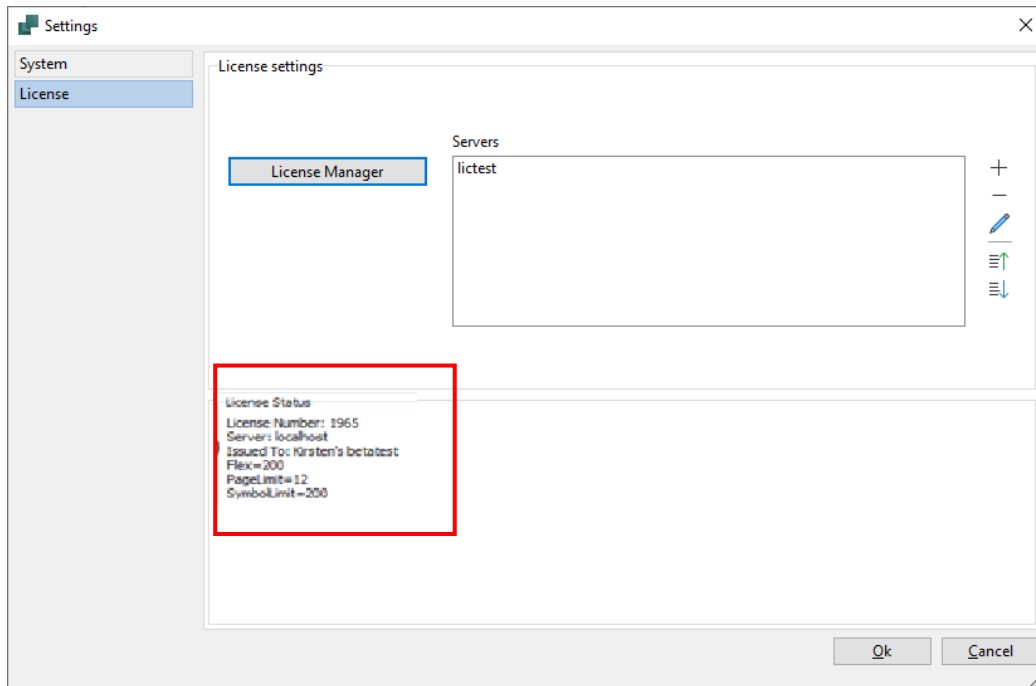 Settings
System
License
License settings
Servers
License Manager
lictest
License Status
License Number: 1965
Server: localhost
Issued To: Kirsten's betatest
Flex=200
PageLimit=12
SymbolLimit=200
Ok
Cancel